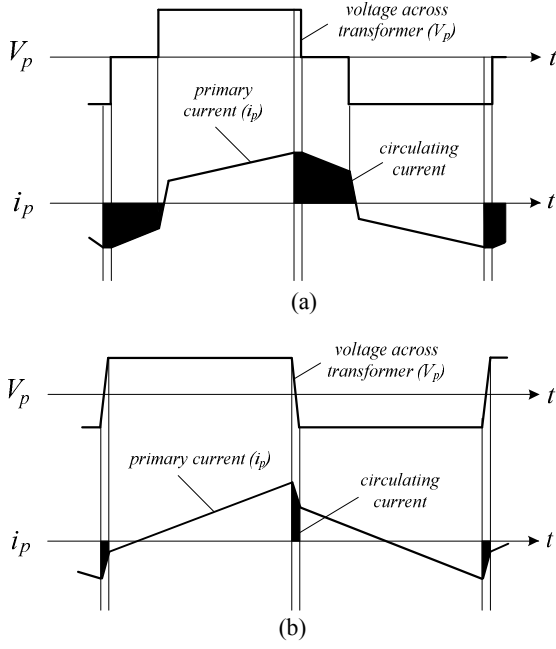 voltage across
transformer (Vp)
Vp
t
primary
current (ip)
circulating
current
ip
t
(a)
voltage across
transformer (Vp)
Vp
t
primary current (ip)
circulating
current
ip
t
(b)